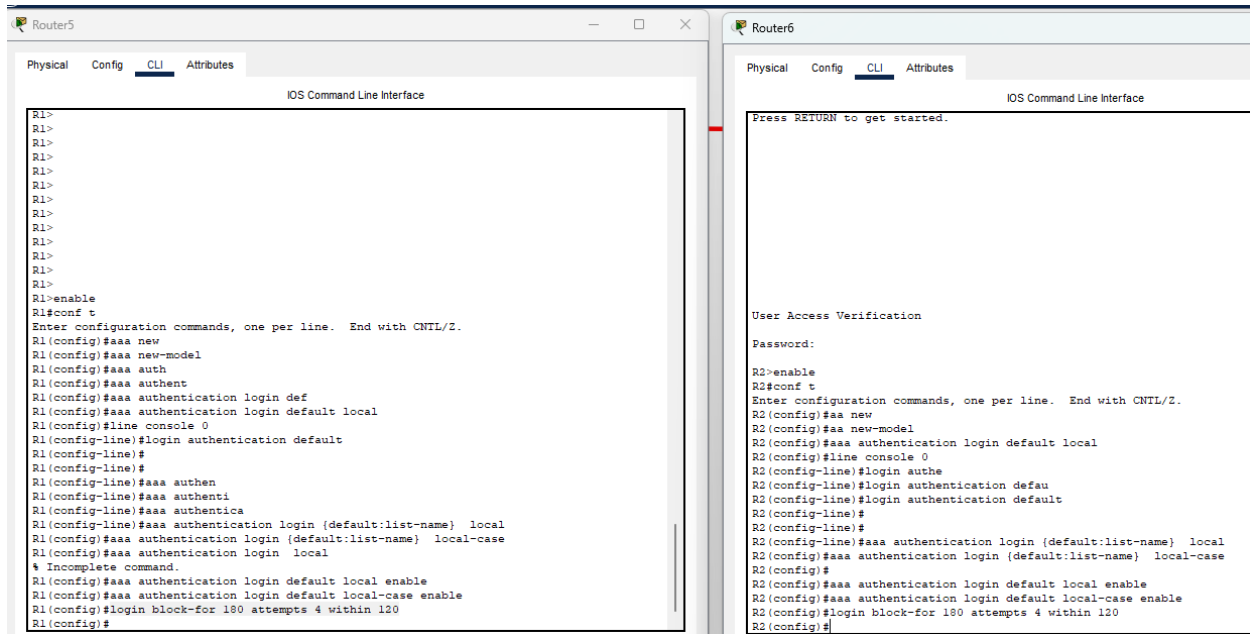 Router5
Physical Config CLI Attributes
IOS Command Line Interface
R1>
R1>
R1>
R1>
R1>
R1>
R1>
R1>
R1>
R1>
R1>
R1>
R1>
R1>enable
R1#conf t
Enter configuration commands, one per line.  End with CNTL/Z.
R1(config)#aaa new
R1(config)#aaa new-model
R1(config)#aaa auth
R1(config)#aaa authent
R1(config)#aaa authentication login def
R1(config)#aaa authentication login default local
R1(config)#line console 0
R1(config-line)#login authentication default
R1(config-line)#
R1(config-line)#
R1(config-line)#aaa authen
R1(config-line)#aaa authenti
R1(config-line)#aaa authentica
R1(config-line)#aaa authentication login {default:list-name}  local
R1(config)#aaa authentication login {default:list-name}  local-case
R1(config)#aaa authentication login  local
% Incomplete command.
R1(config)#aaa authentication login default local enable
R1(config)#aaa authentication login default local-case enable
R1(config)#login block-for 180 attempts 4 within 120
R1(config)#
Router6
Physical Config CLI Attributes
IOS Command Line Interface
Press RETURN to get started.
User Access Verification
Password:
R2>enable
R2#conf t
Enter configuration commands, one per line.  End with CNTL/Z.
R2(config)#aa new
R2(config)#aa new-model
R2(config)#aaa authentication login default local
R2(config)#line console 0
R2(config-line)#login authe
R2(config-line)#login authentication defau
R2(config-line)#login authentication default
R2(config-line)#
R2(config-line)#
R2(config-line)#aaa authentication login {default:list-name}  local
R2(config)#aaa authentication login {default:list-name}  local-case
R2(config)#
R2(config)#aaa authentication login default local enable
R2(config)#aaa authentication login default local-case enable
R2(config)#login block-for 180 attempts 4 within 120
R2(config)#